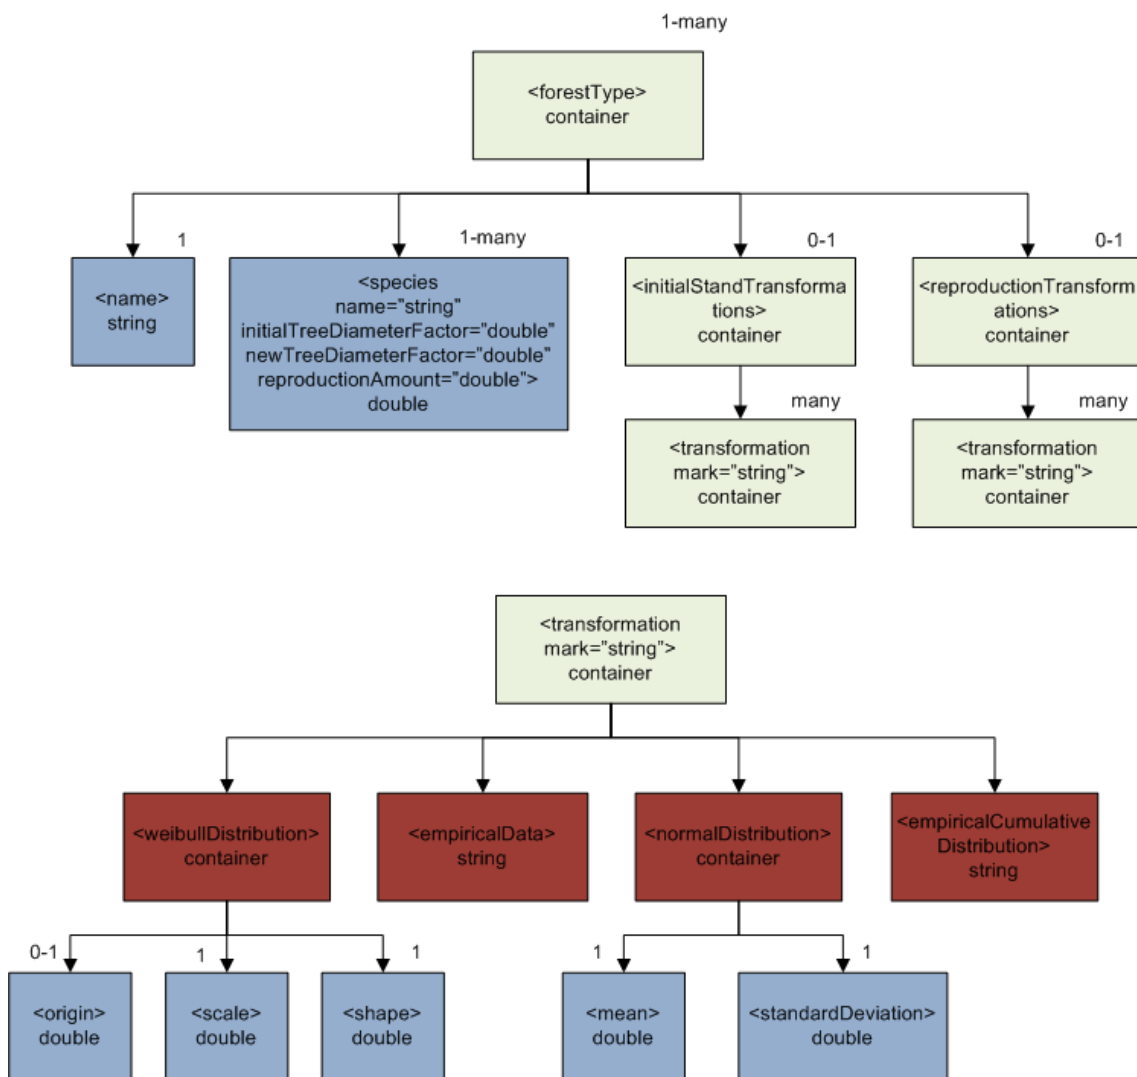 1-many
<forestType>
container
1
1-many
0-1
0-1
<name>
string
<species
name="string"
initialTreeDiameterFactor="double"
newTreeDiameterFactor="double"
reproductionAmount="double">
double
<initialStandTransforma
tions>
container
<reproductionTransform
ations>
container
many
many
<transformation
mark="string">
container
<transformation
mark="string">
container
<transformation
mark="string">
container
<weibullDistribution>
container
<empiricalData>
string
<normalDistribution>
container
<empiricalCumulative
Distribution>
string
0-1
1
1
1
1
<origin>
double
<scale>
double
<shape>
double
<mean>
double
<standardDeviation>
double